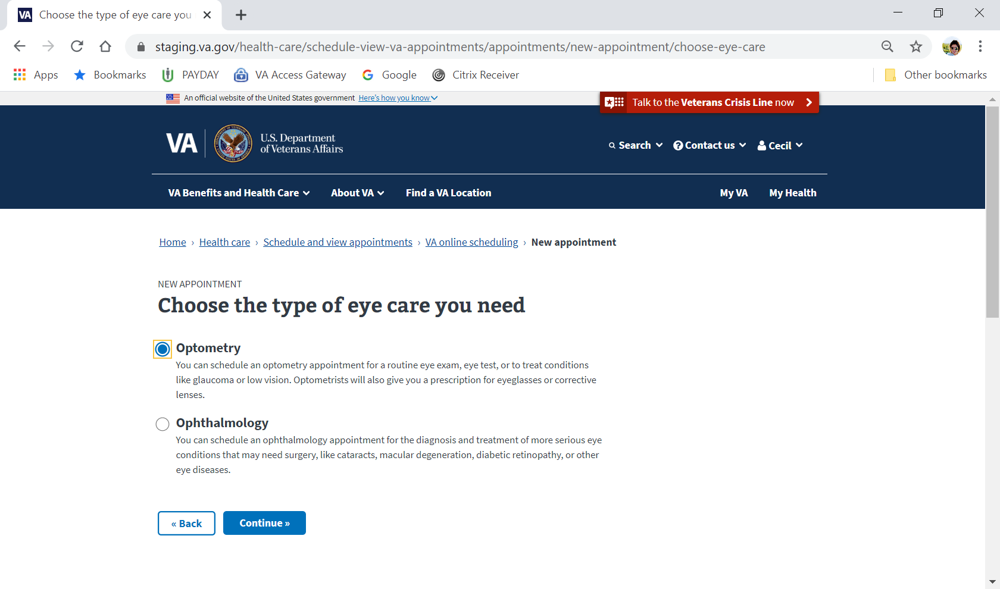 VA Choose the type of eye care you
staging.va.gov/health-care/schedule-view-va-appointments/appointments/new-appointment/choose-eye-care
Apps Bookmarks PAYDAY VA Access Gateway Google Citrix Receiver Other bookmarks
An official website of the United States government Here's how you know
Talk to the Veterans Crisis Line now
VA U.S. Department
of Veterans Affairs
Search Contact us Cecil
VA Benefits and Health Care About VA Find a VA Location My VA My Health
Home › Health care › Schedule and view appointments › VA online scheduling › New appointment
NEW APPOINTMENT
Choose the type of eye care you need
Optometry
You can schedule an optometry appointment for a routine eye exam, eye test, or to treat conditions
like glaucoma or low vision. Optometrists will also give you a prescription for eyeglasses or corrective
lenses.
Ophthalmology
You can schedule an ophthalmology appointment for the diagnosis and treatment of more serious eye
conditions that may need surgery, like cataracts, macular degeneration, diabetic retinopathy, or other
eye diseases.
« Back Continue »